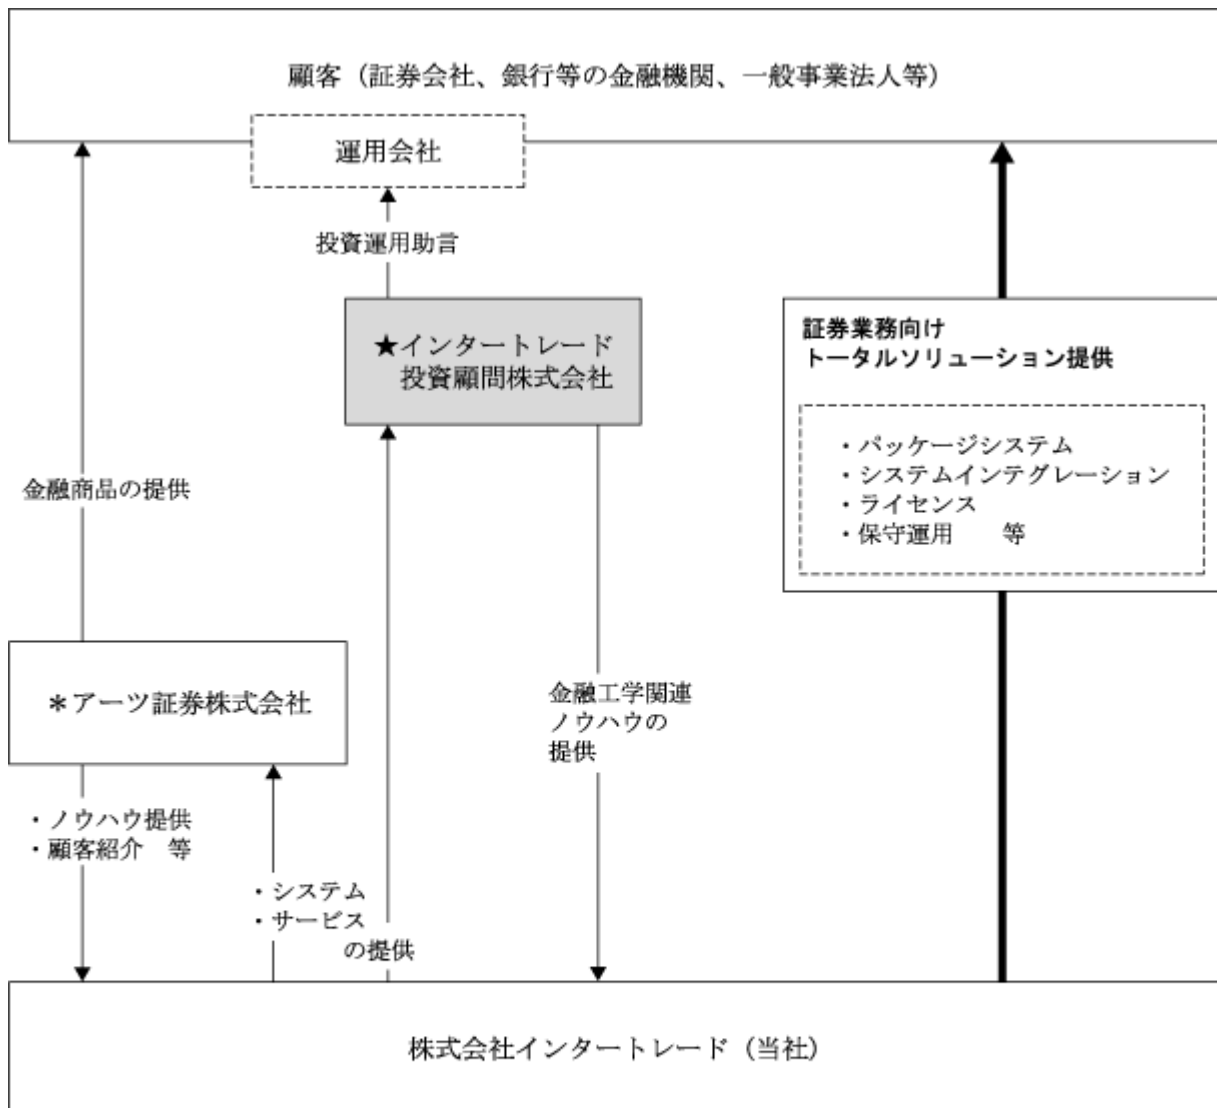 顧客（証券会社、銀行等の金融機関、一般事業法人等）
運用会社
投資運用助言
★インタートレード
投資顧問株式会社
証券業務向け
トータルソリューション提供
・パッケージシステム
・システムインテグレーション
・ライセンス
・保守運用　　等
金融商品の提供
＊アーツ証券株式会社
金融工学関連
ノウハウの
提供
・ノウハウ提供
・顧客紹介　等
・システム
・サービス
の提供
株式会社インタートレード（当社）